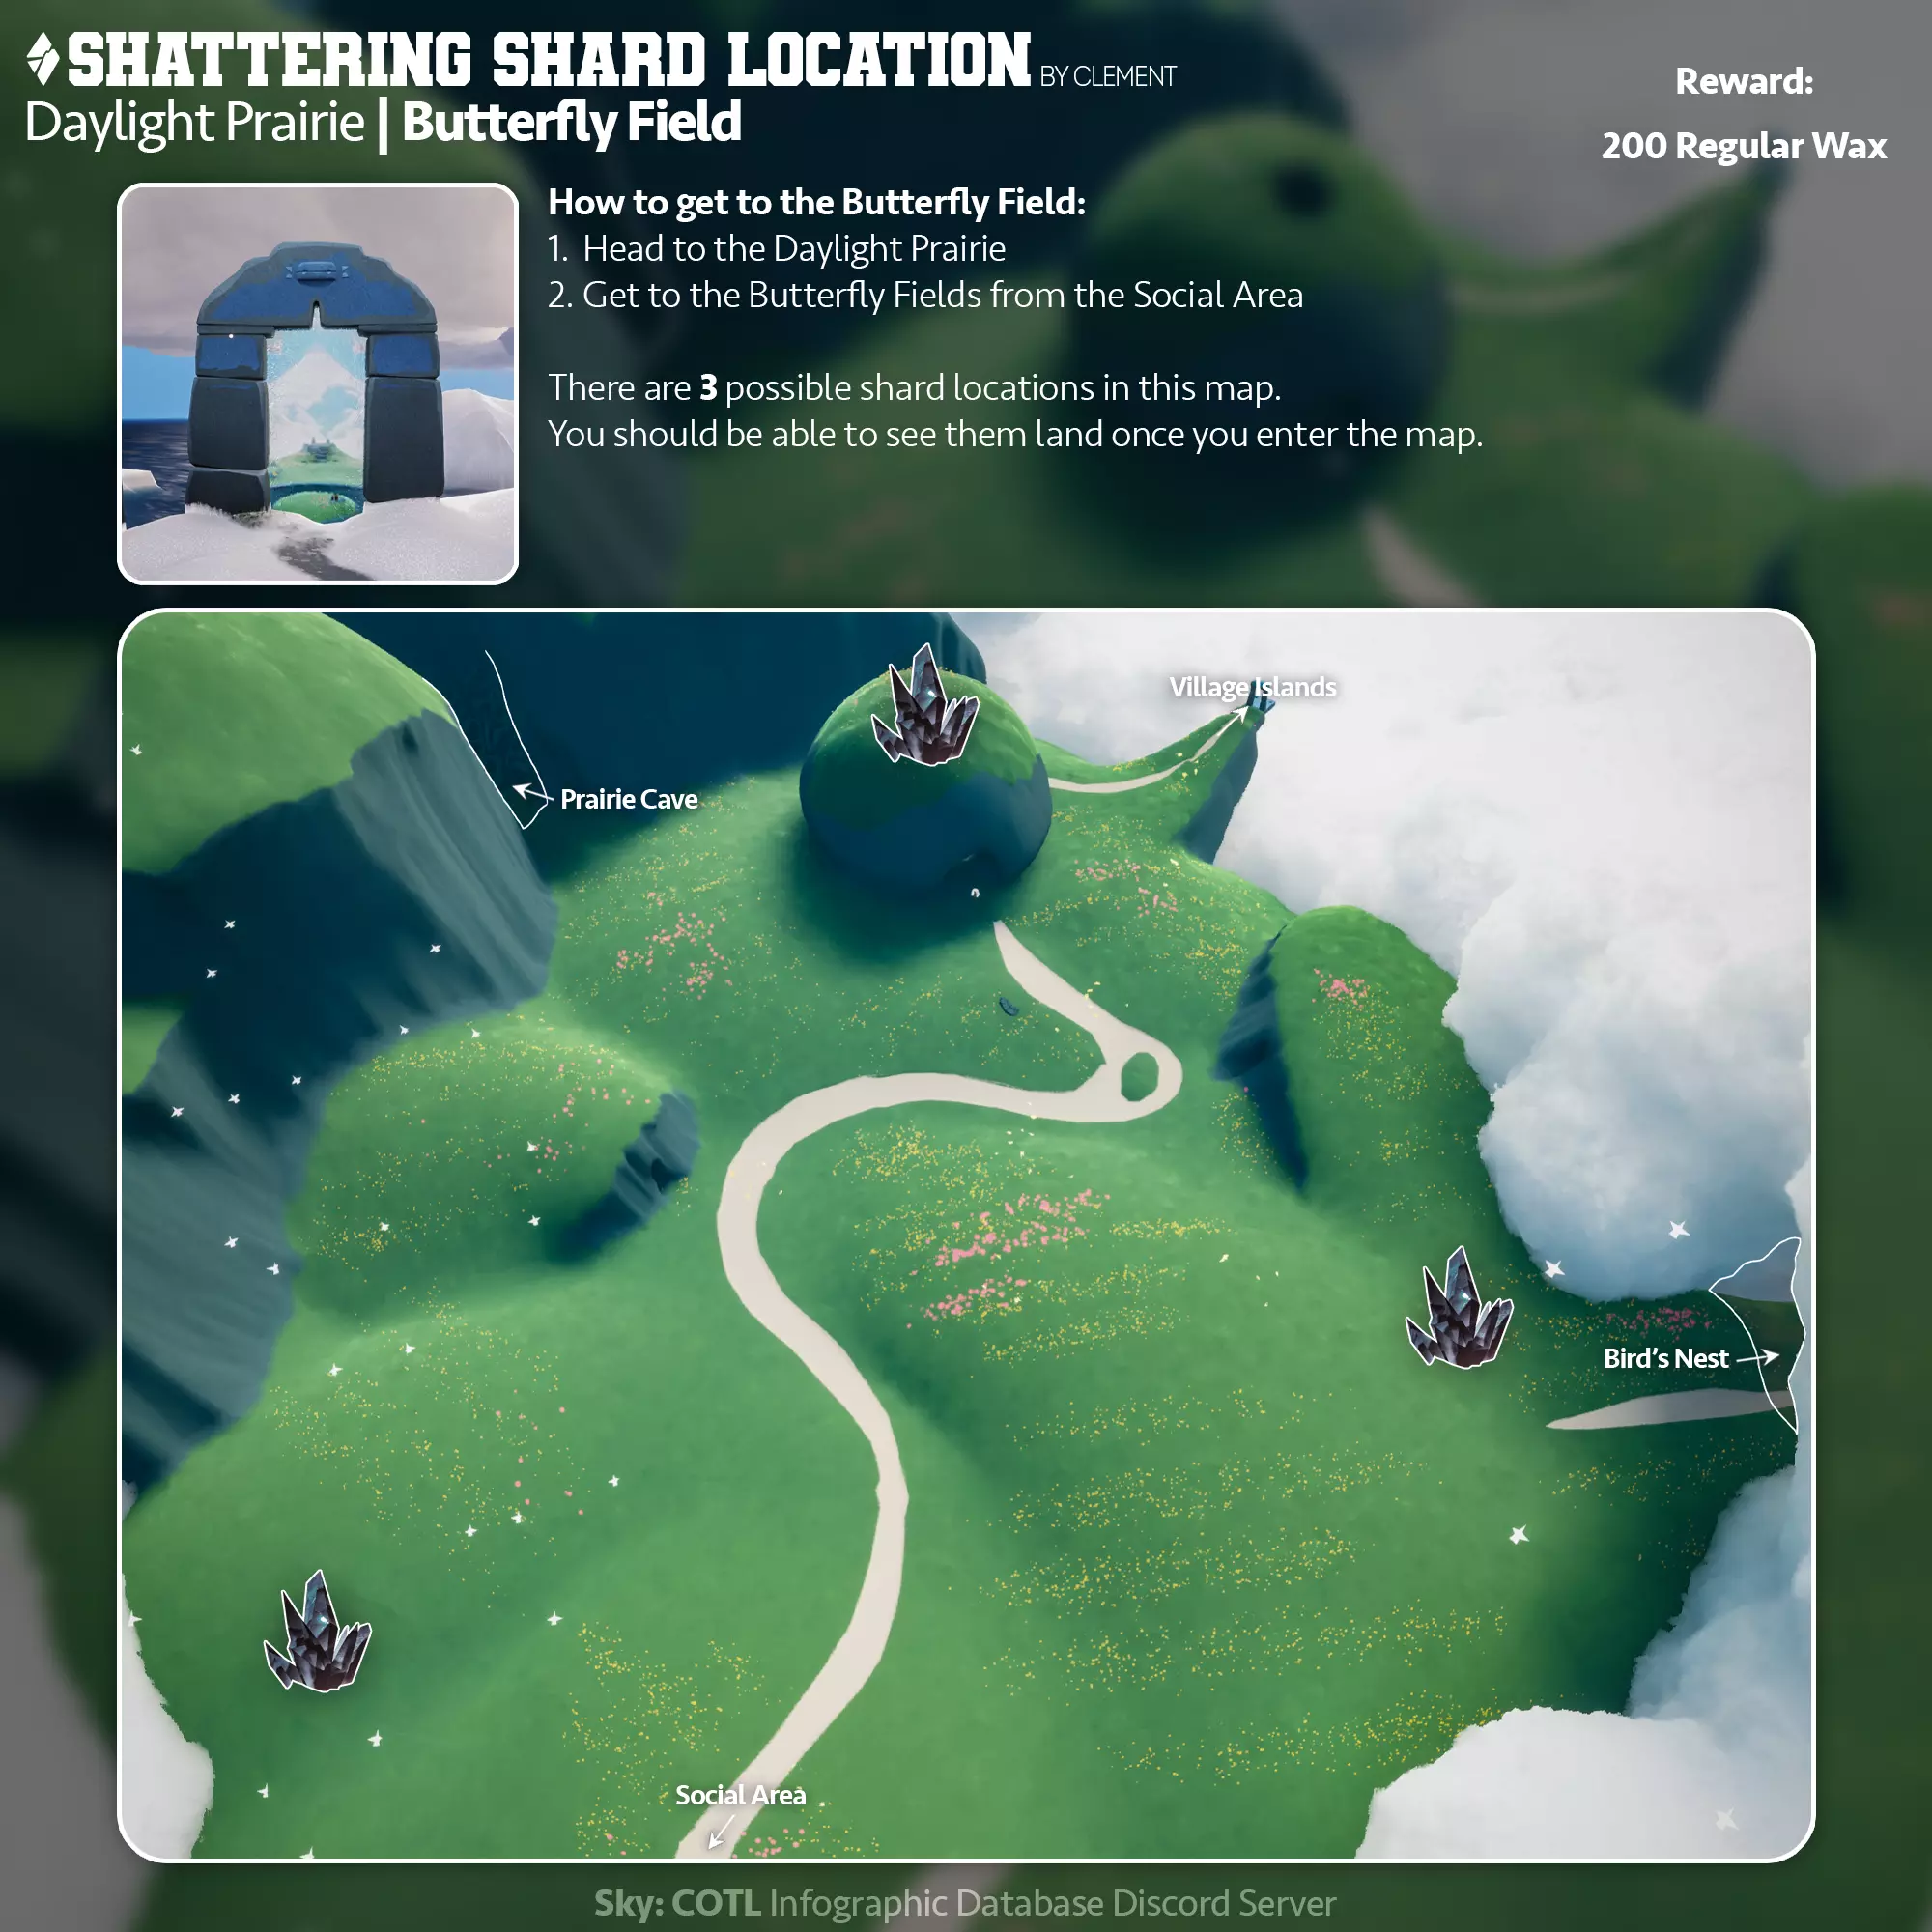 SHATTERING SHARD LOCATION BY CLEMENT
Daylight Prairie | Butterfly Field
Reward:
200 Regular Wax
How to get to the Butterfly Field:
1. Head to the Daylight Prairie
2. Get to the Butterfly Fields from the Social Area
There are 3 possible shard locations in this map.
You should be able to see them land once you enter the map.
Village Islands
Prairie Cave
Bird's Nest
Social Area
Sky: COTL Infographic Database Discord Server